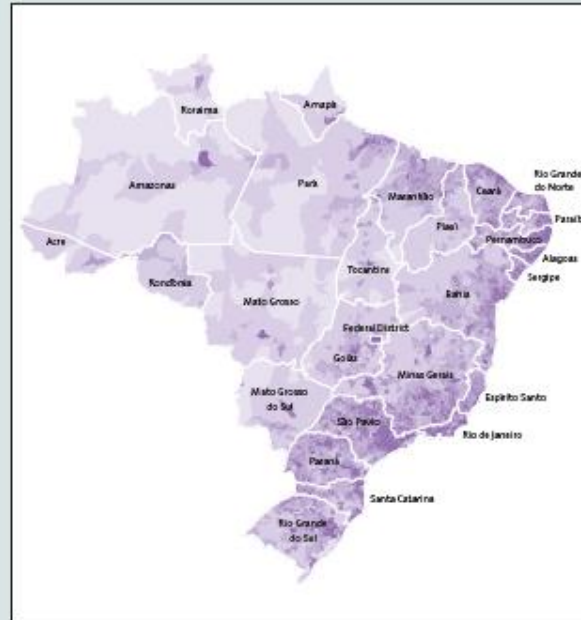 Roraima
Amapá
Amazonas
Pará
Maranhão
Ceará
Rio Grande
do Norte
Paraíb
Piauí
Pernambuco
Acre
Alagoas
Sergipe
Rondônia
Tocantins
Bahia
Mato Grosso
Federal District
Goiás
Minas Gerais
Mato Grosso
do Sul
Espírito Santo
São Paulo
Rio de Janeiro
Paraná
Santa Catarina
Rio Grande
do Sul